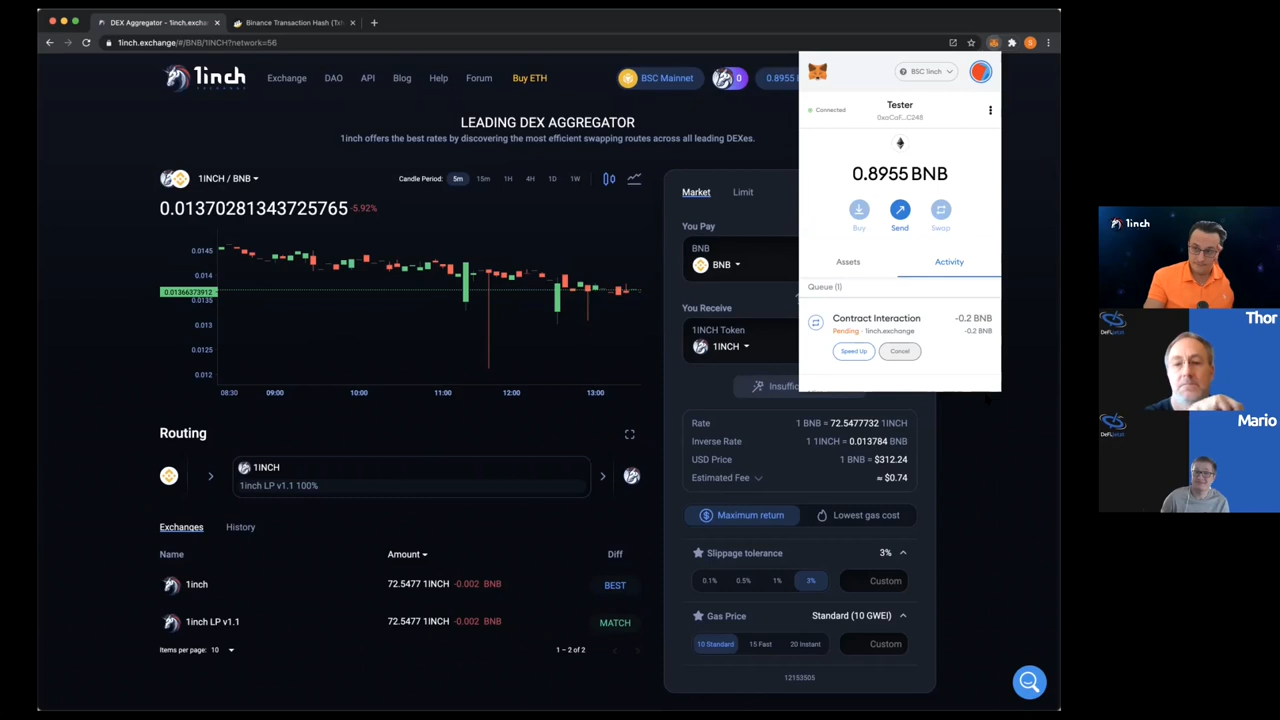 DEX Aggregator - 1inch.exchan
Binance Transaction Hash (Txh
1inch.exchange/#/BNB/1INCH?network=56
1inch
EXCHANGE
Exchange
DAO
API
Blog
Help
Forum
Buy ETH
BSC Mainnet
0
0.8955
LEADING DEX AGGREGATOR
1inch offers the best rates by discovering the most efficient swapping routes across all leading DEXes.
1INCH / BNB
Candle Period:
5m
15m
1H
4H
1D
1W
0.01370281343725765 -5.92%
0.0145
0.014
0.01366373912
0.0135
0.013
0.0125
0.012
08:30
09:00
10:00
11:00
12:00
13:00
Routing
1INCH
1inch LP v1.1 100%
Exchanges
History
Name
Amount
Diff
1inch
72.5477 1INCH -0.002 BNB
BEST
1inch LP v1.1
72.5477 1INCH -0.002 BNB
MATCH
Items per page: 10
1 – 2 of 2
Market
Limit
You Pay
BNB
BNB
You Receive
1INCH Token
1INCH
Insuffic
Rate
1 BNB = 72.5477732 1INCH
Inverse Rate
1 1INCH = 0.013784 BNB
USD Price
1 BNB = $312.24
Estimated Fee
≈ $0.74
Maximum return
Lowest gas cost
Slippage tolerance
3%
0.1%
0.5%
1%
3%
Custom
Gas Price
Standard (10 GWEI)
10 Standard
15 Fast
20 Instant
Custom
12153505
BSC 1inch
Connected
Tester
0xaCaF...C248
0.8955 BNB
Buy
Send
Swap
Assets
Activity
Queue (1)
Contract Interaction
-0.2 BNB
Pending · 1inch.exchange
-0.2 BNB
Speed Up
Cancel
1inch
Thor
Mario